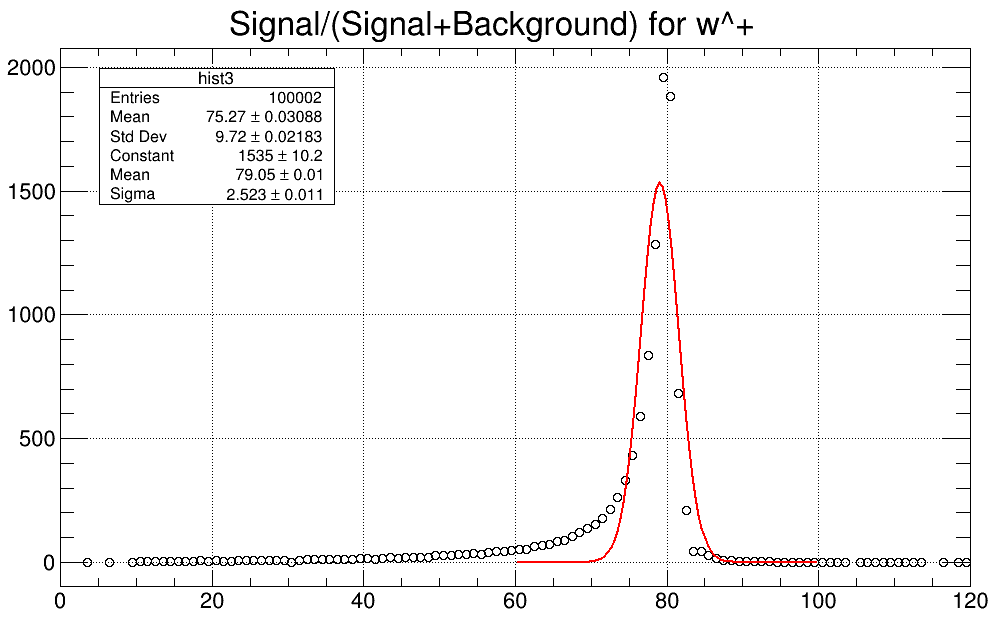 Signal/(Signal+Background) for w^+
hist3
Entries 100002
Mean 75.27 ± 0.03088
Std Dev 9.72 ± 0.02183
Constant 1535 ± 10.2
Mean 79.05 ± 0.01
Sigma 2.523 ± 0.011
2000
1500
1000
500
0
0 20 40 60 80 100 120